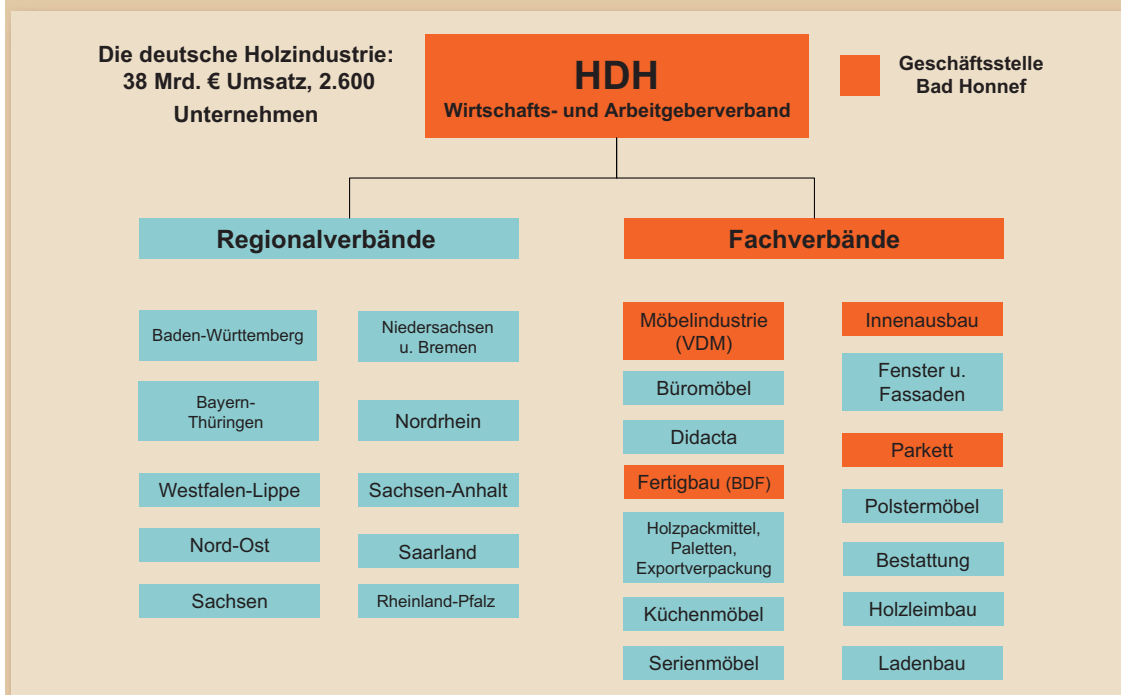 Die deutsche Holzindustrie:
38 Mrd. € Umsatz, 2.600
Unternehmen
HDH
Wirtschafts- und Arbeitgeberverband
Geschäftsstelle
Bad Honnef
Regionalverbände
Baden-Württemberg
Niedersachsen
u. Bremen
Bayern-
Thüringen
Nordrhein
Westfalen-Lippe
Sachsen-Anhalt
Nord-Ost
Saarland
Sachsen
Rheinland-Pfalz
Fachverbände
Möbelindustrie
(VDM)
Innenausbau
Büromöbel
Fenster u.
Fassaden
Didacta
Parkett
Fertigbau (BDF)
Polstermöbel
Holzpackmittel,
Paletten,
Exportverpackung
Bestattung
Küchenmöbel
Holzleimbau
Serienmöbel
Ladenbau